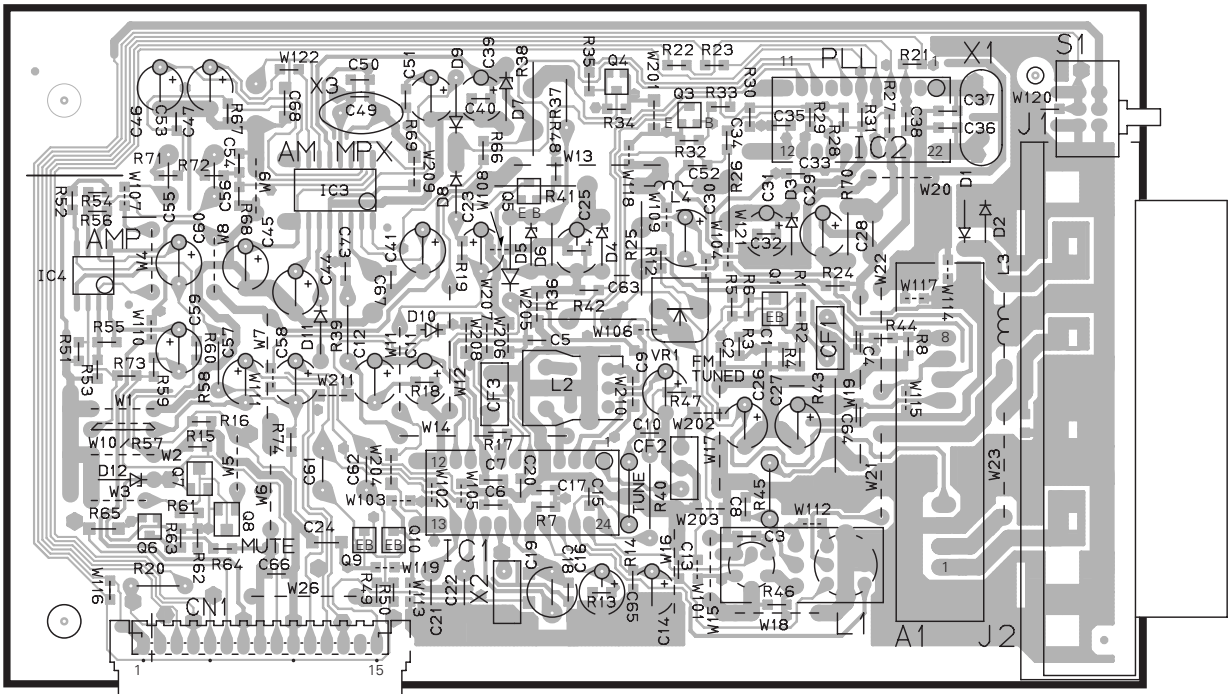 W122
X3
C50
C51
D9
C39
R38
R35
Q4
W201
R22
R23
PLL
R21
X1
S1
11
1
C46
C53
C47
R67
C68
C49
C40
D7
R37
R34
Q3
E
B
R33
R30
C35
R29
R31
R27
C38
C37
C36
W120
J1
R71
R72
C54
AM MPX
R69
W209
R66
R48
W13
R32
C52
C34
12
R28
IC2
22
C33
R52
R54
R56
W107
C55
C56
IC3
D8
W108
C23
Q5
R41
E B
C25
W118
L4
C30
R25
C31
D3
C29
R70
W20
D1
D2
AMP
C60
R68
C45
C41
D5
D6
D4
R25
W109
W121
C32
C28
IC4
C44
C43
C67
W11
R19
R36
R42
C63
R12
W104
R5
R63
Q1
EB
R1
R24
W22
W117
W114
L3
R55
W110
C59
R39
D10
W207
W205
W106
C5
R2
CF1
R44
R8
8
R51
R53
R73
R59
R60
R58
C57
W7
C58
D11
C12
C11
W208
W206
VR1
FM
TUNED
C2
R3
C1
R4
C4
W1
W111
W211
R18
W12
CF3
L2
W210
C9
R47
C26
C27
R43
W19
C64
W115
W10
R57
R16
R15
R74
W14
R17
C10
CF2
W202
W17
W2
D12
W3
Q7
W5
W6
C61
C62
W204
12
C7
C20
1
TUNE
R40
R45
W21
W23
R65
R61
W103
W102
W105
C6
C17
C15
C8
W112
Q6
R63
Q8
MUTE
C24
EB
EB
Q10
13
R7
24
W203
C3
R64
R62
C66
Q9
IC1
X2
C19
C18
C16
R14
W16
C13
1
W116
R20
CN1
W26
R49
R50
W119
W113
C21
C22
R13
C65
C14
W101
W15
R46
W18
L1
A1
J2
1
15